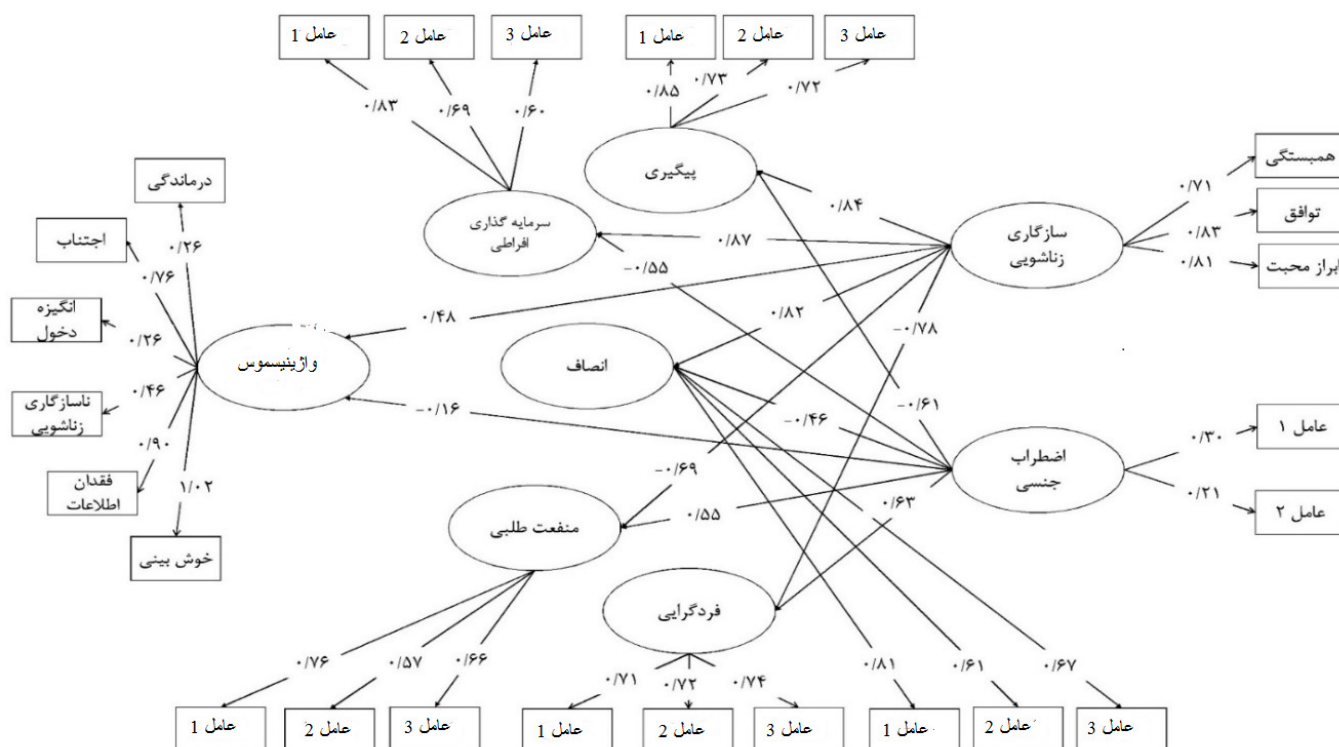 عامل 1
عامل 2
عامل 3
عامل 1
عامل 2
عامل 3
۰/۸۳
۰/۶۹
۰/۶۰
۰/۸۵
۰/۷۳
۰/۷۲
پیگیری
سرمایه گذاری
افراطی
سازگاری
زناشویی
همبستگی
توافق
ابراز محبت
۰/۷۱
۰/۸۳
۰/۸۱
۰/۸۴
۰/۸۷
-۰/۵۵
۰/۸۲
۰/۴۸
-۰/۷۸
درماندگی
اجتناب
انگیزه
دخول
ناسازگاری
زناشویی
فقدان
اطلاعات
خوش بینی
۰/۲۶
۰/۷۶
۰/۲۶
۰/۴۶
۰/۹۰
۱/۰۲
واژینیسموس
انصاف
-۰/۱۶
-۰/۴۶
-۰/۶۱
-۰/۶۹
۰/۵۵
۰/۶۳
اضطراب
جنسی
عامل ۱
عامل ۲
۰/۳۰
۰/۲۱
منفعت طلبی
فردگرایی
۰/۷۶
۰/۵۷
۰/۶۶
۰/۷۱
۰/۷۲
۰/۷۴
۰/۸۱
۰/۶۱
۰/۶۷
عامل 1
عامل 2
عامل 3
عامل 1
عامل 2
عامل 3
عامل 1
عامل 2
عامل 3